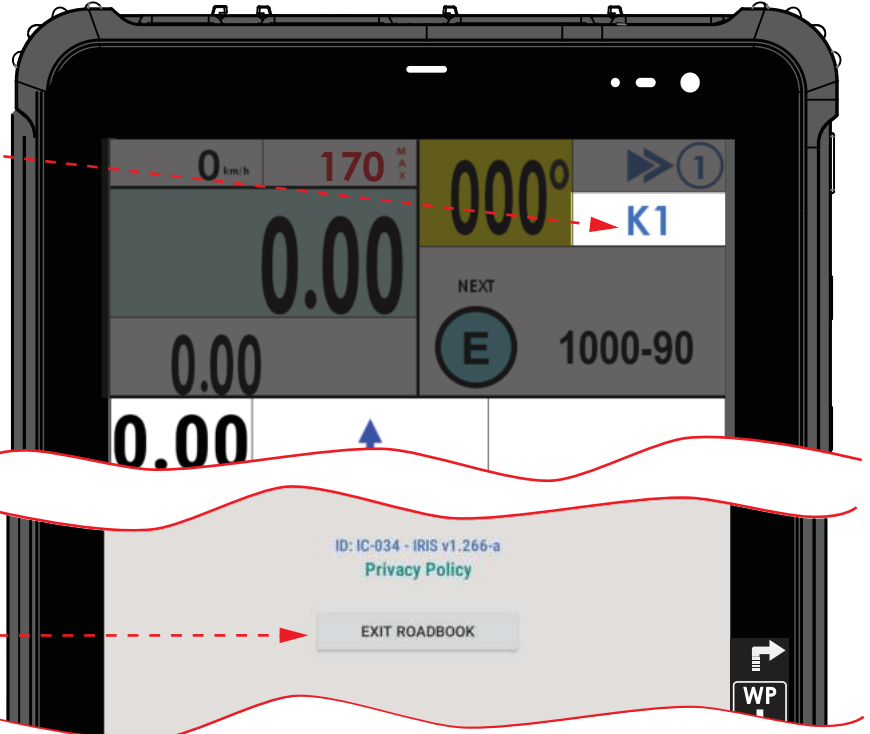 0 km/h
170 MAX
000°
1
K1
0.00
NEXT
E
1000-90
0.00
0.00
ID: IC-034 - IRIS v1.266-a
Privacy Policy
EXIT ROADBOOK
WP